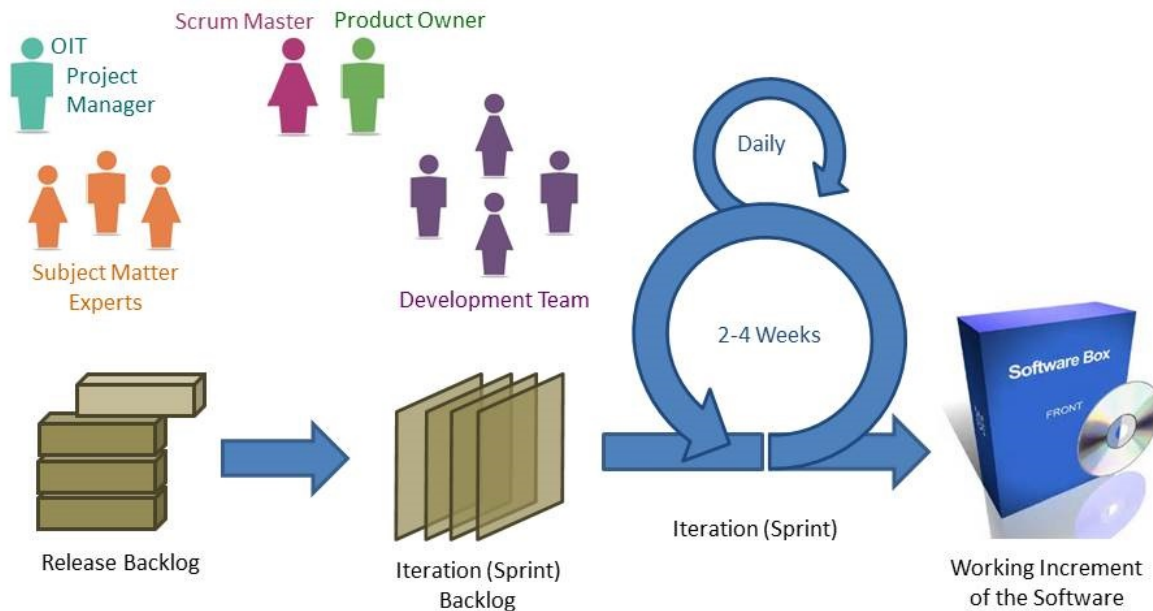 Scrum Master
Product Owner
OIT
Project
Manager
Subject Matter
Experts
Development Team
Daily
2-4 Weeks
Software Box
FRONT
Release Backlog
Iteration (Sprint)
Backlog
Iteration (Sprint)
Working Increment
of the Software